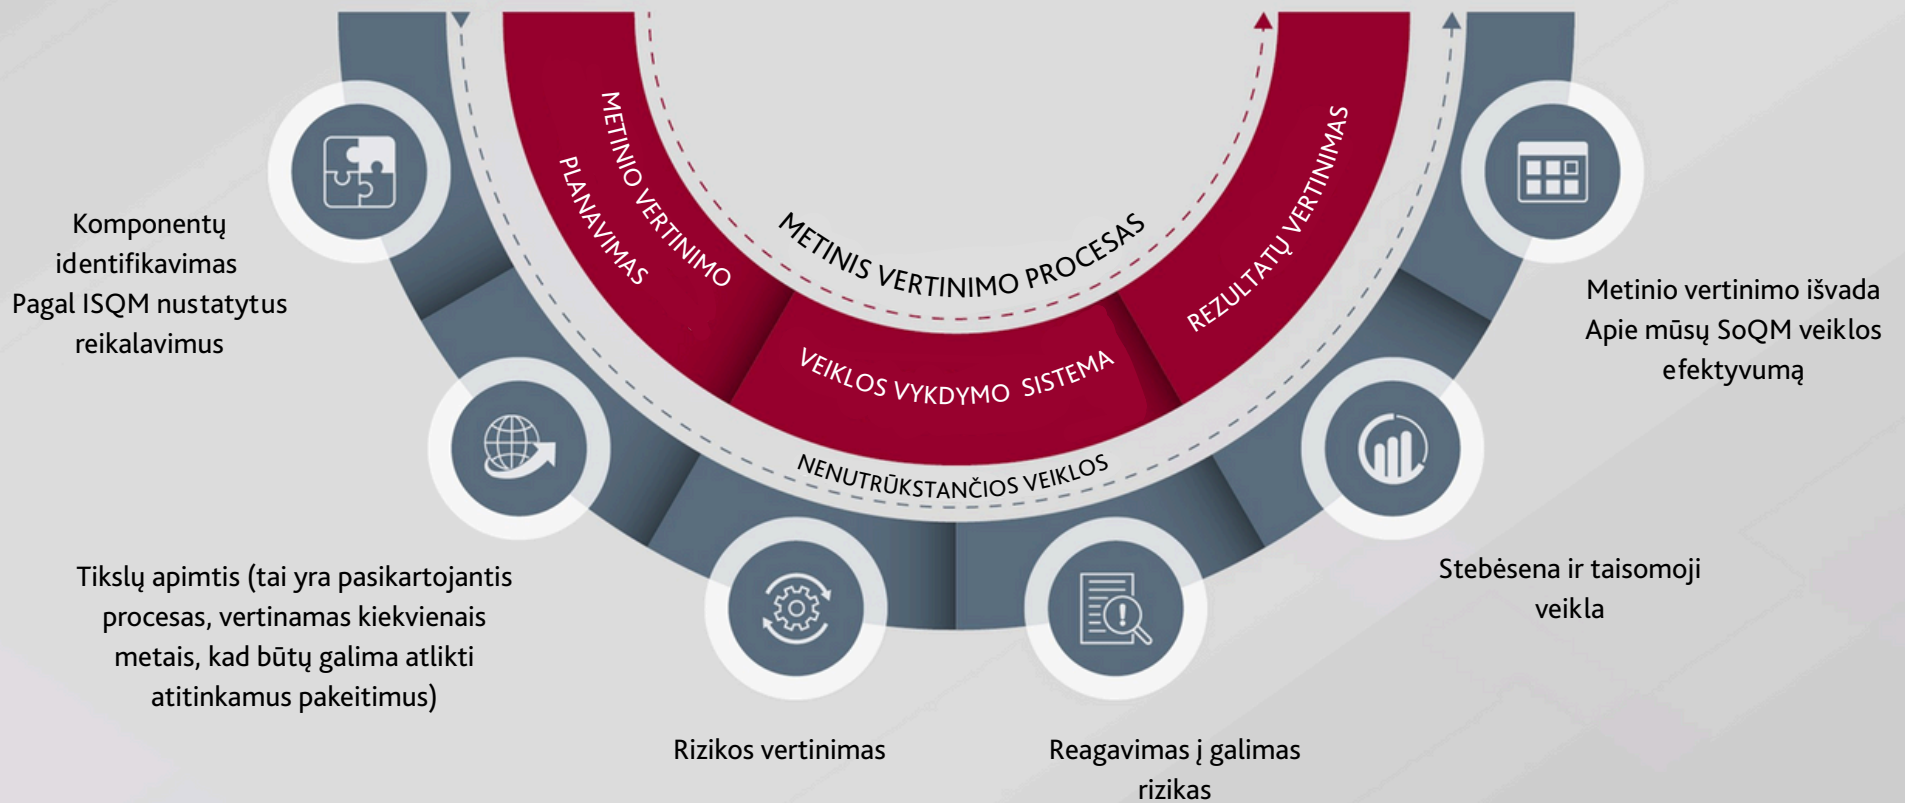 METINIO VERTINIMO
PLANAVIMAS
VEIKLOS VYKDYMO SISTEMA
REZULTATŲ VERTINIMAS
METINIS VERTINIMO PROCESAS
NENUTRŪKSTANČIOS VEIKLOS
Komponentų
identifikavimas
Pagal ISQM nustatytus
reikalavimus
Tikslų apimtis (tai yra pasikartojantis
procesas, vertinamas kiekvienais
metais, kad būtų galima atlikti
atitinkamus pakeitimus)
Rizikos vertinimas
Reagavimas į galimas
rizikas
Stebėsena ir taisomoji
veikla
Metinio vertinimo išvada
Apie mūsų SoQM veiklos
efektyvumą